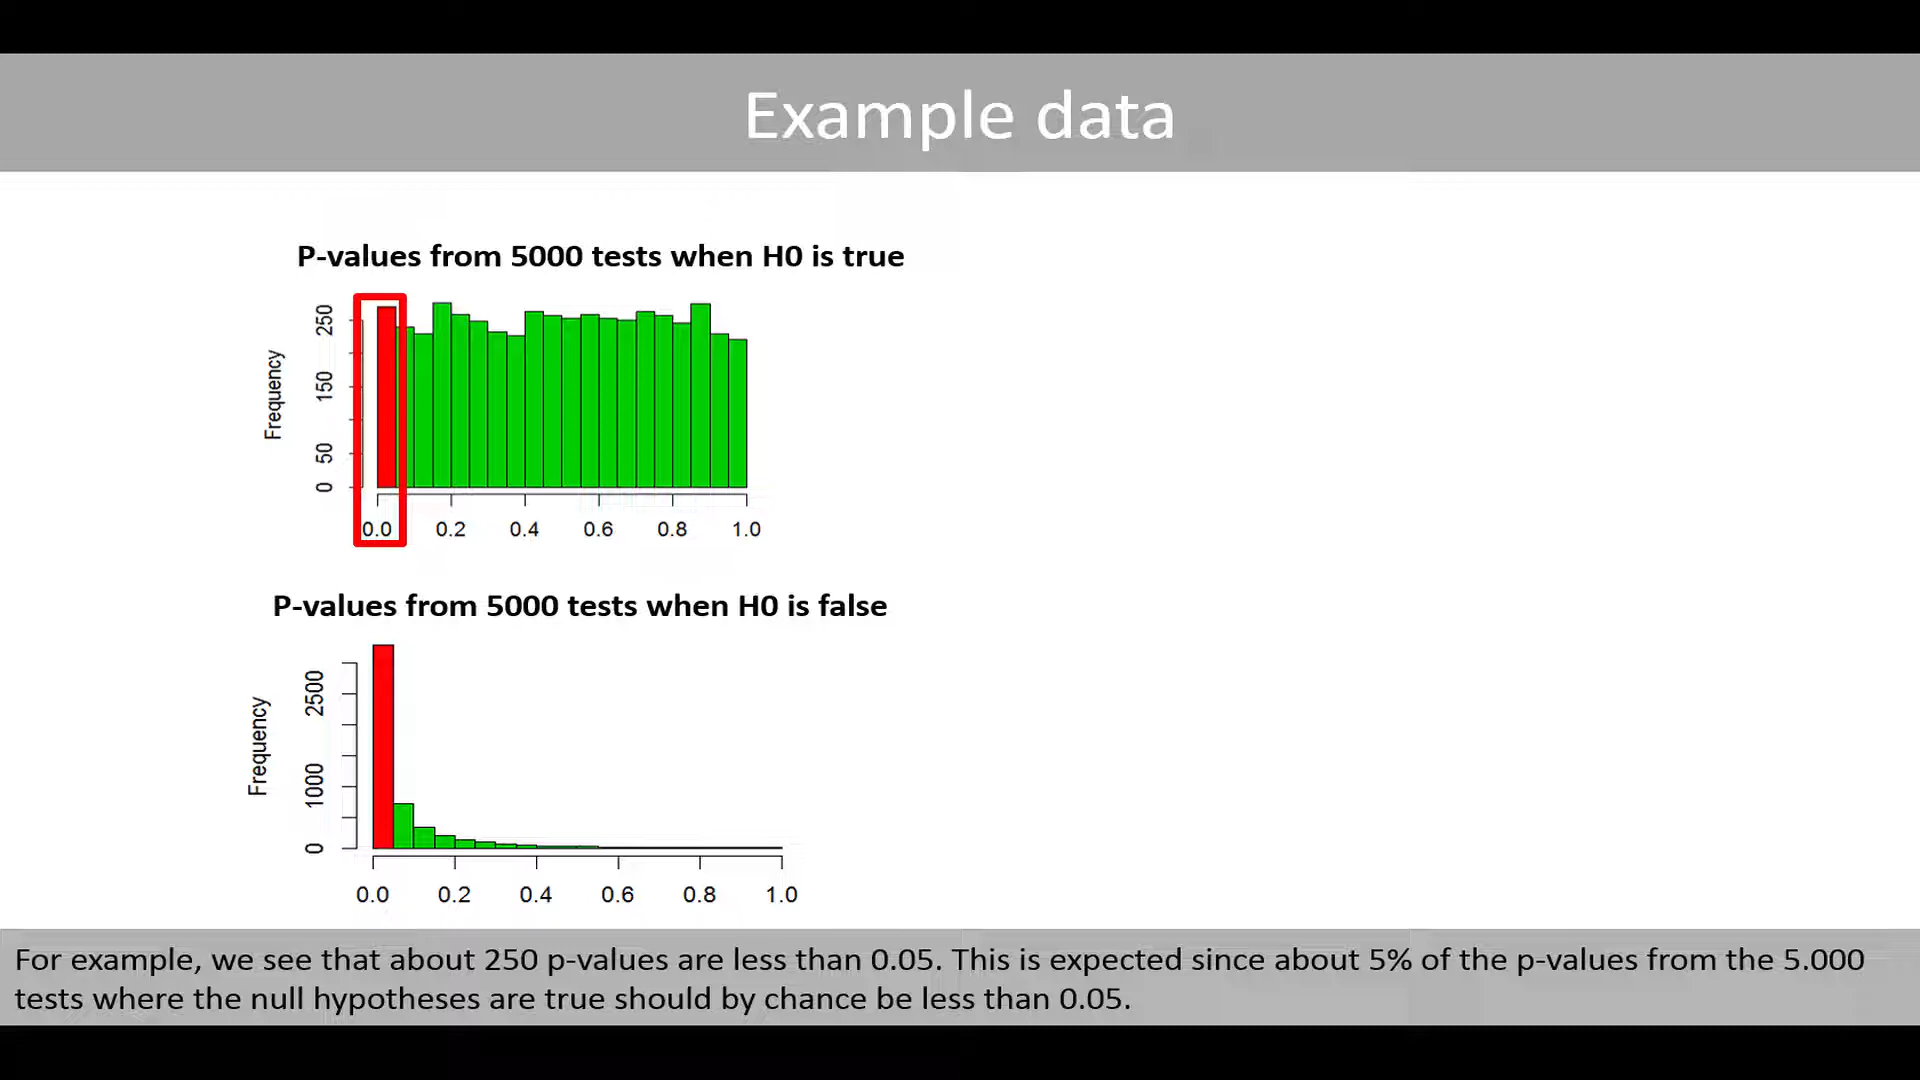 Example data
P-values from 5000 tests when H0 is true
Frequency
250
150
50
0
0.0 0.2 0.4 0.6 0.8 1.0
P-values from 5000 tests when H0 is false
Frequency
2500
1000
0
0.0 0.2 0.4 0.6 0.8 1.0
For example, we see that about 250 p-values are less than 0.05. This is expected since about 5% of the p-values from the 5.000
tests where the null hypotheses are true should by chance be less than 0.05.